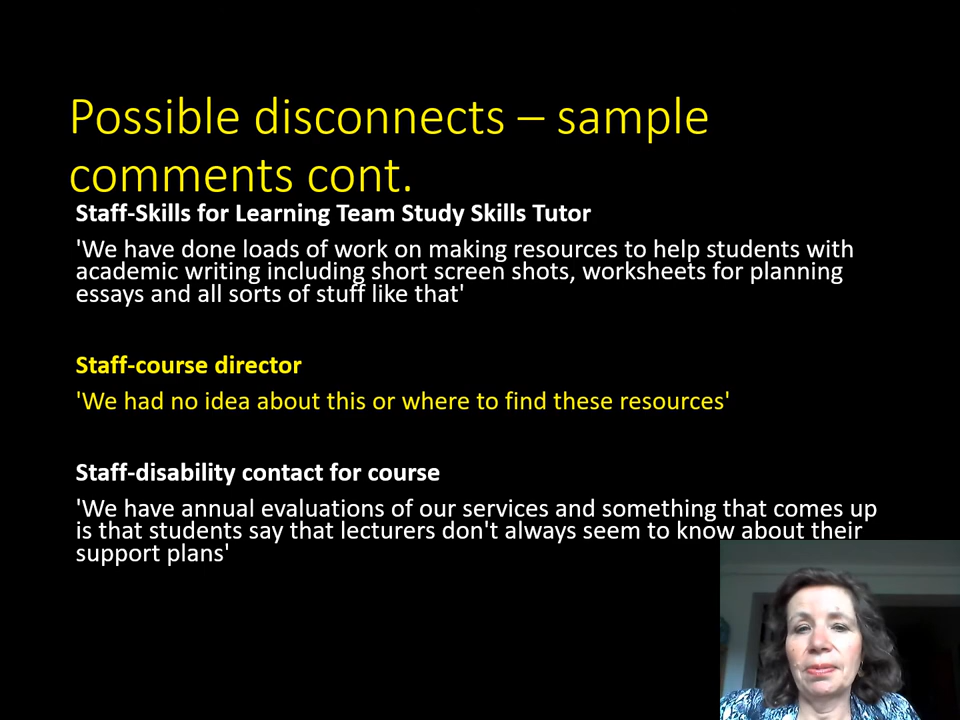 Possible disconnects – sample
comments cont.
Staff-Skills for Learning Team Study Skills Tutor
'We have done loads of work on making resources to help students with
academic writing including short screen shots, worksheets for planning
essays and all sorts of stuff like that'
Staff-course director
'We had no idea about this or where to find these resources'
Staff-disability contact for course
'We have annual evaluations of our services and something that comes up
is that students say that lecturers don't always seem to know about their
support plans'